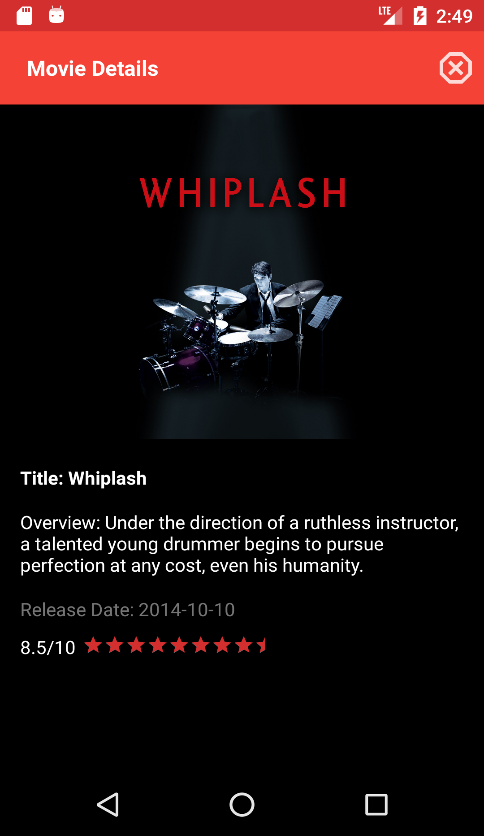 LTE 2:49
Movie Details
WHIPLASH
Title: Whiplash
Overview: Under the direction of a ruthless instructor,
a talented young drummer begins to pursue
perfection at any cost, even his humanity.
Release Date: 2014-10-10
8.5/10